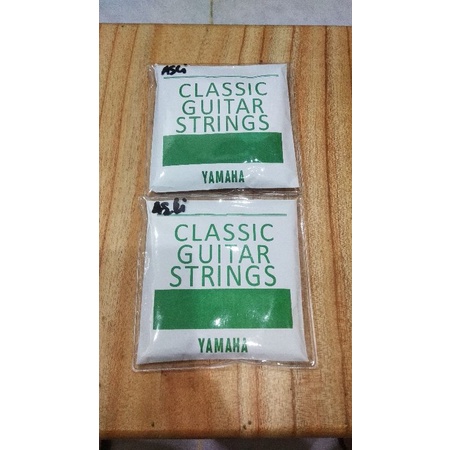 ASLi
CLASSIC
GUITAR
STRINGS
YAMAHA
ASLi
CLASSIC
GUITAR
STRINGS
YAMAHA